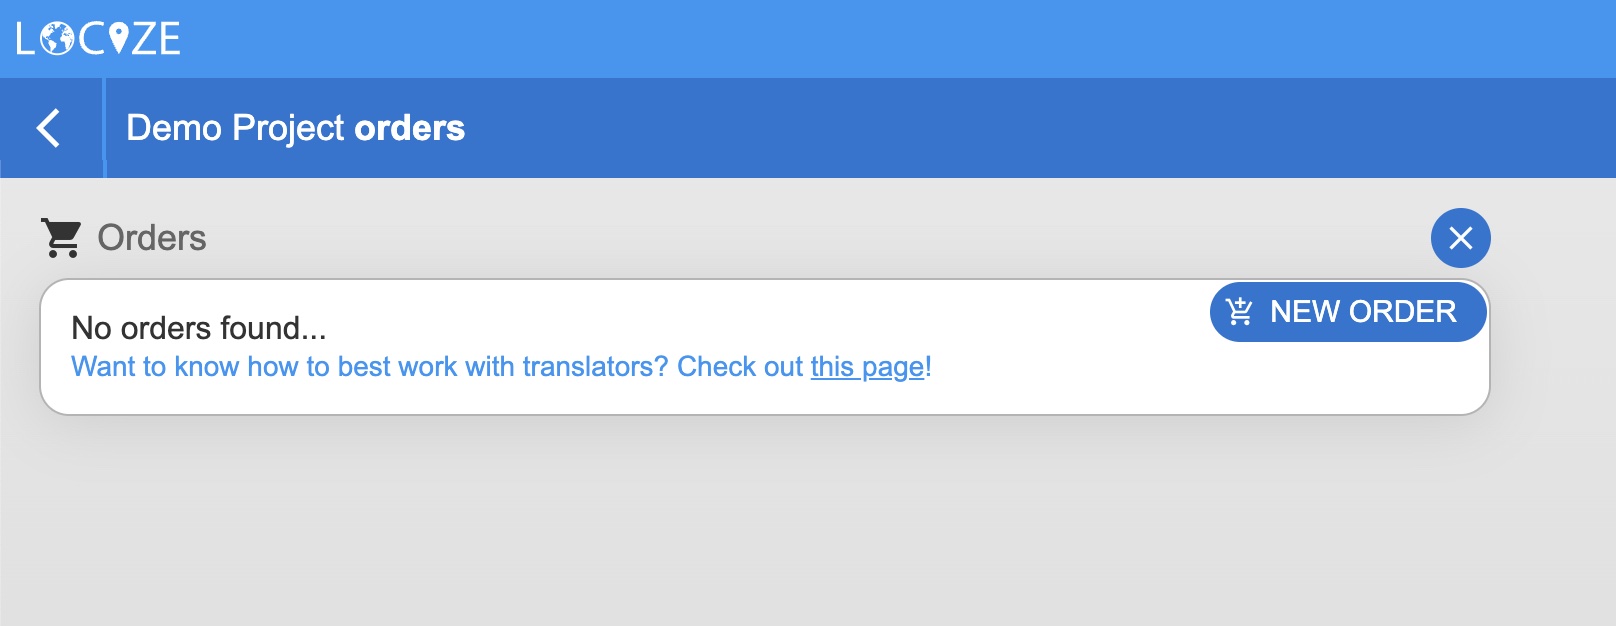 LOCIZE
Demo Project orders
Orders
NEW ORDER
No orders found...
Want to know how to best work with translators? Check out this page!